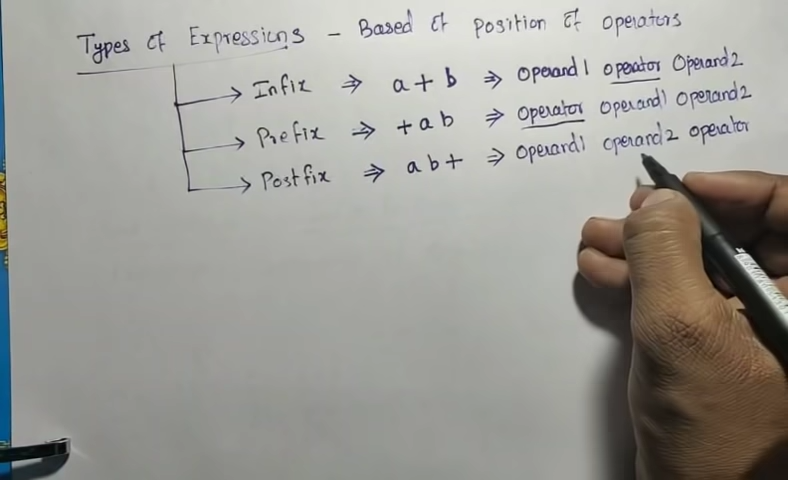 Types of Expressions - Based of Position of operators
Infix ⇒ a + b ⇒ Operand1 operator Operand2
Prefix ⇒ + a b ⇒ Operator operand1 operand2
Postfix ⇒ a b + ⇒ Operand1 operand2 operator